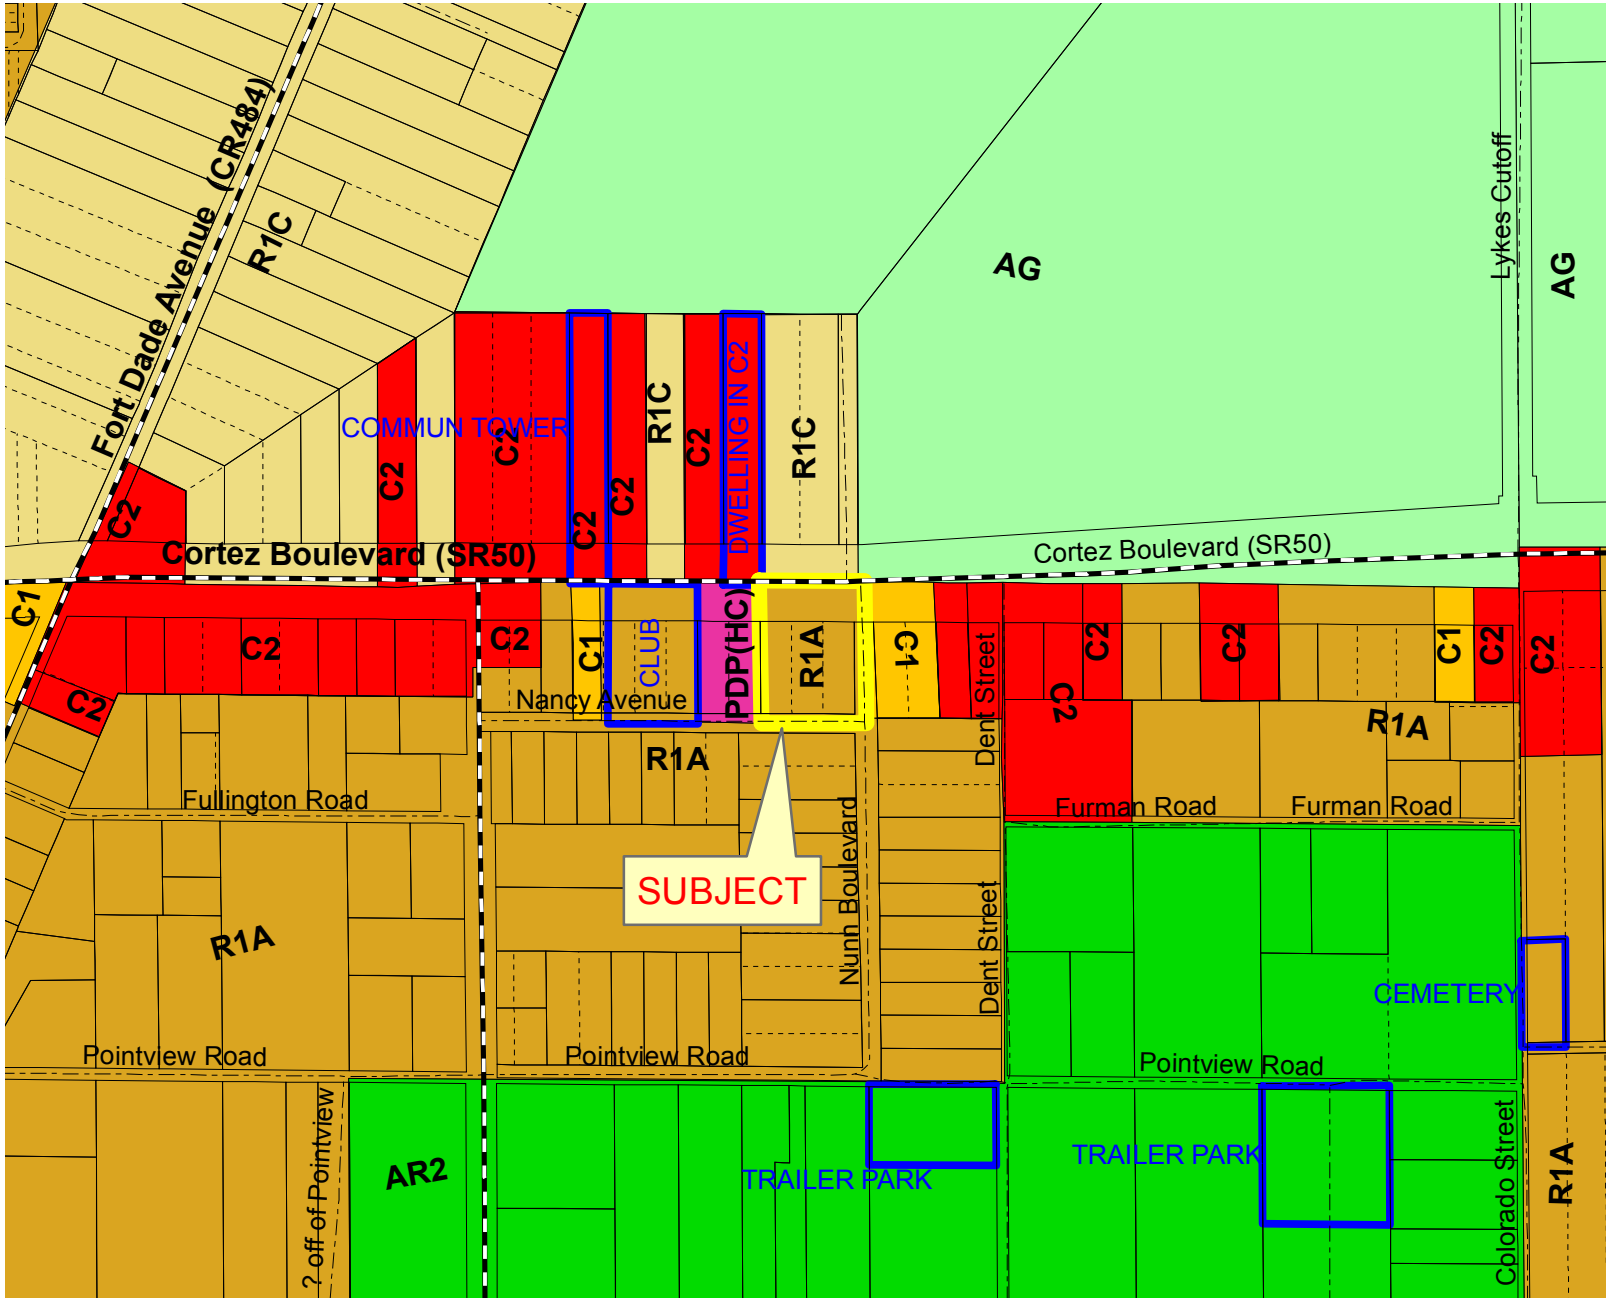 Fort Dade Avenue (CR484)
R1C
AG
Lykes Cutoff
AG
COMMUN TOWER
C2
C2
C2
C2
R1C
C2
DWELLING IN C2
R1C
C2
Cortez Boulevard (SR50)
Cortez Boulevard (SR50)
C1
C2
C2
C2
C1
CLUB
PDP(HC)
R1A
C1
Dent Street
C2
C2
C2
C1
C2
C2
Nancy Avenue
R1A
R1A
Fullington Road
Furman Road
Furman Road
SUBJECT
Nunn Boulevard
Dent Street
R1A
CEMETERY
Pointview Road
Pointview Road
Pointview Road
? off of Pointview
AR2
TRAILER PARK
TRAILER PARK
Colorado Street
R1A